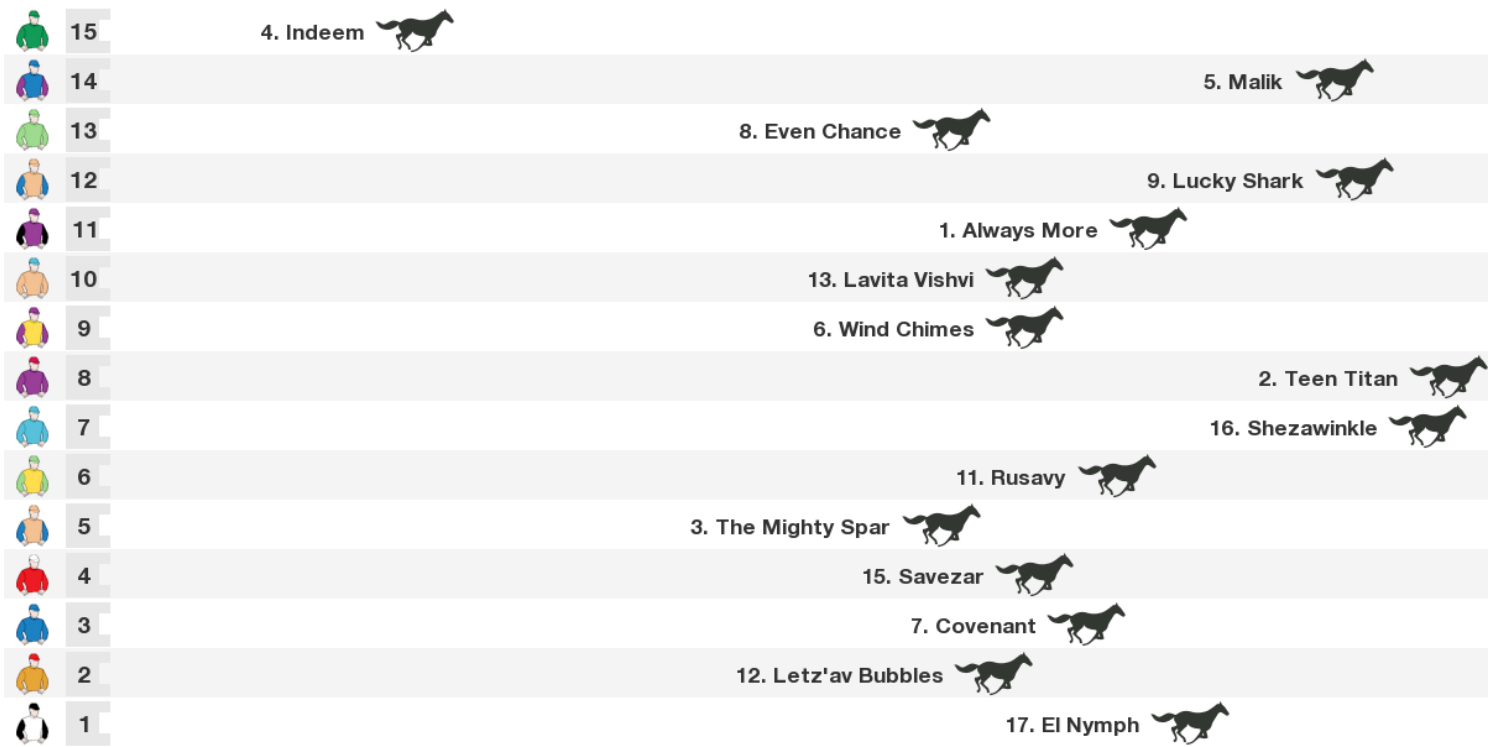 15 4. Indeem
14 5. Malik
13 8. Even Chance
12 9. Lucky Shark
11 1. Always More
10 13. Lavita Vishvi
9 6. Wind Chimes
8 2. Teen Titan
7 16. Shezawinkle
6 11. Rusavy
5 3. The Mighty Spar
4 15. Savezar
3 7. Covenant
2 12. Letz'av Bubbles
1 17. El Nymph